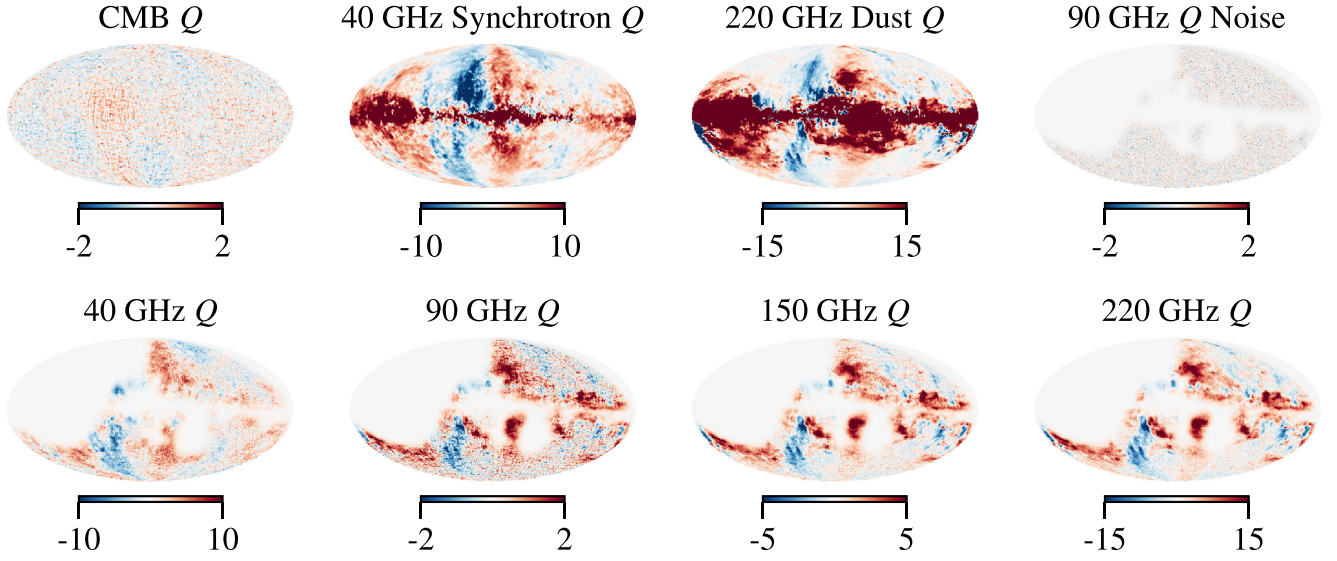 CMB Q 40 GHz Synchrotron Q 220 GHz Dust Q 90 GHz Q Noise
-2 2 -10 10 -15 15 -2 2
40 GHz Q 90 GHz Q 150 GHz Q 220 GHz Q
-10 10 -2 2 -5 5 -15 15